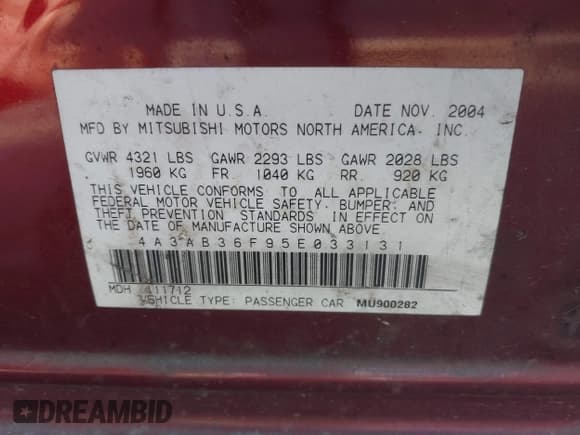 MADE IN U.S.A. DATE NOV. 2004
MFD BY MITSUBISHI MOTORS NORTH AMERICA. INC.
GVWR 4321 LBS GAWR 2293 LBS GAWR 2028 LBS
1960 KG FR. 1040 KG RR. 920 KG
THIS VEHICLE CONFORMS TO ALL APPLICABLE
FEDERAL MOTOR VEHICLE SAFETY. BUMPER. AND
THEFT PREVENTION STANDARDS IN EFFECT ON
THE DATE OF MANUFACTURE SHOWN ABOVE.
4A3AB36F95E033131
MDH 411712
VEHICLE TYPE: PASSENGER CAR MU900282
DREAMBID